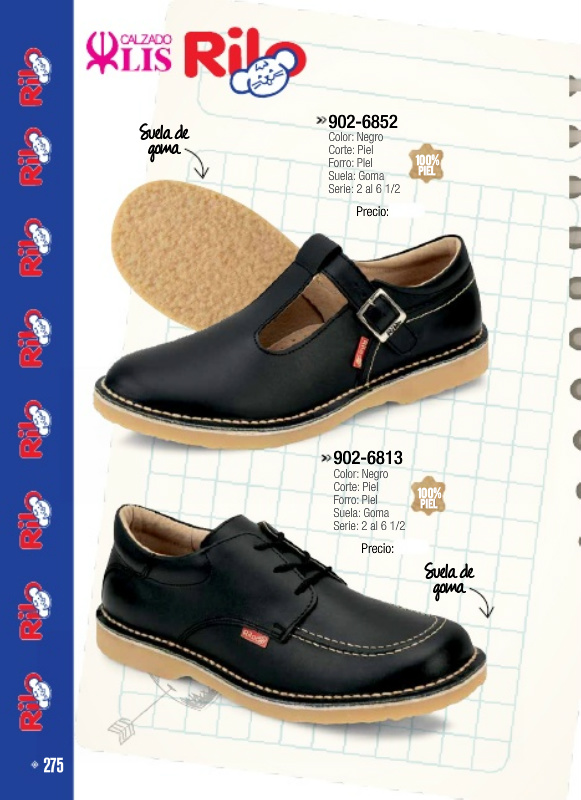 CALZADO
LIS
Rilo
Suela de
goma
902-6852
Color: Negro
Corte: Piel
Forro: Piel
Suela: Goma
Serie: 2 al 6 1/2
100%
PIEL
Precio:
Rilo
Rilo
Rilo
Rilo
Rilo
Rilo
Rilo
Rilo
902-6813
Color: Negro
Corte: Piel
Forro: Piel
Suela: Goma
Serie: 2 al 6 1/2
100%
PIEL
Precio:
Suela de
goma
Rilo
275